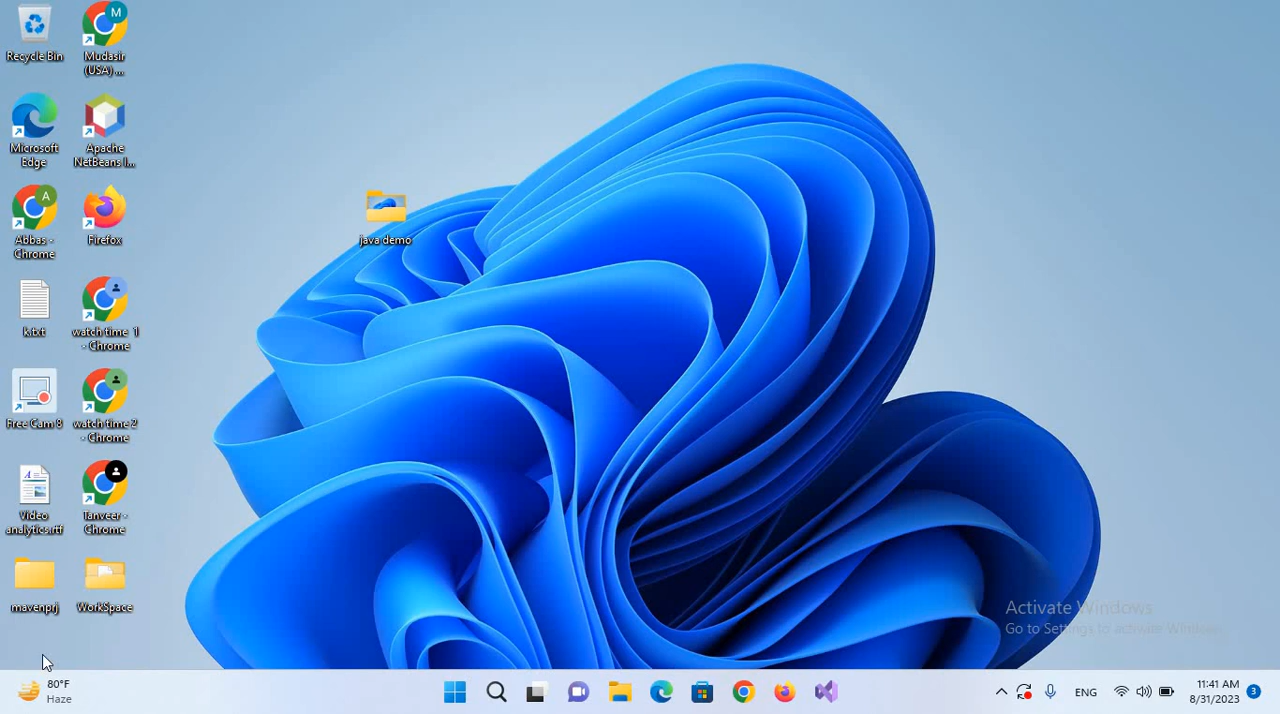 Recycle Bin
Mudasir
(USA) ...
Microsoft
Edge
Apache
NetBeans I...
Abbas -
Chrome
Firefox
java demo
k.txt
watch time 1
- Chrome
Free Cam 8
watch time 2
- Chrome
Video
analytics.rtf
Tanveer -
Chrome
mavenprj
WorkSpace
M
A
Activate Windows
Go to Settings to activate Windows.
80°F
Haze
ENG
11:41 AM
8/31/2023
3